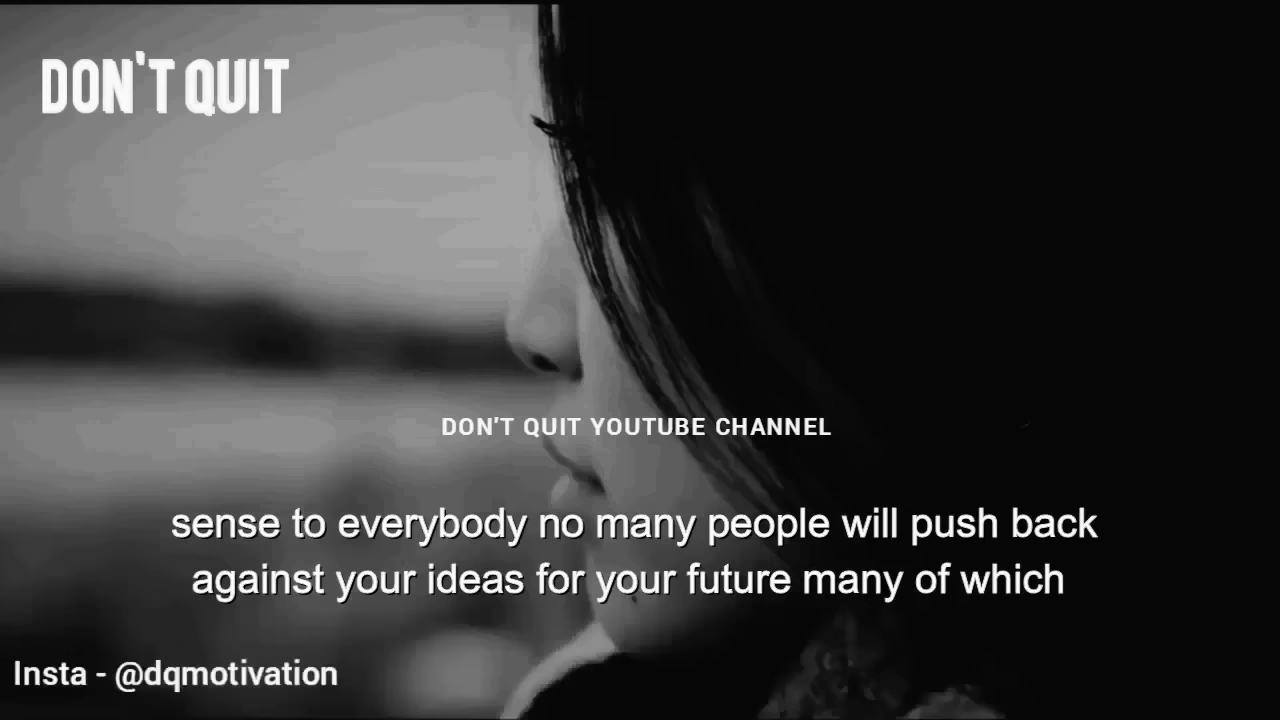 DON'T QUIT
DON'T QUIT YOUTUBE CHANNEL
sense to everybody no many people will push back
against your ideas for your future many of which
Insta - @dqmotivation